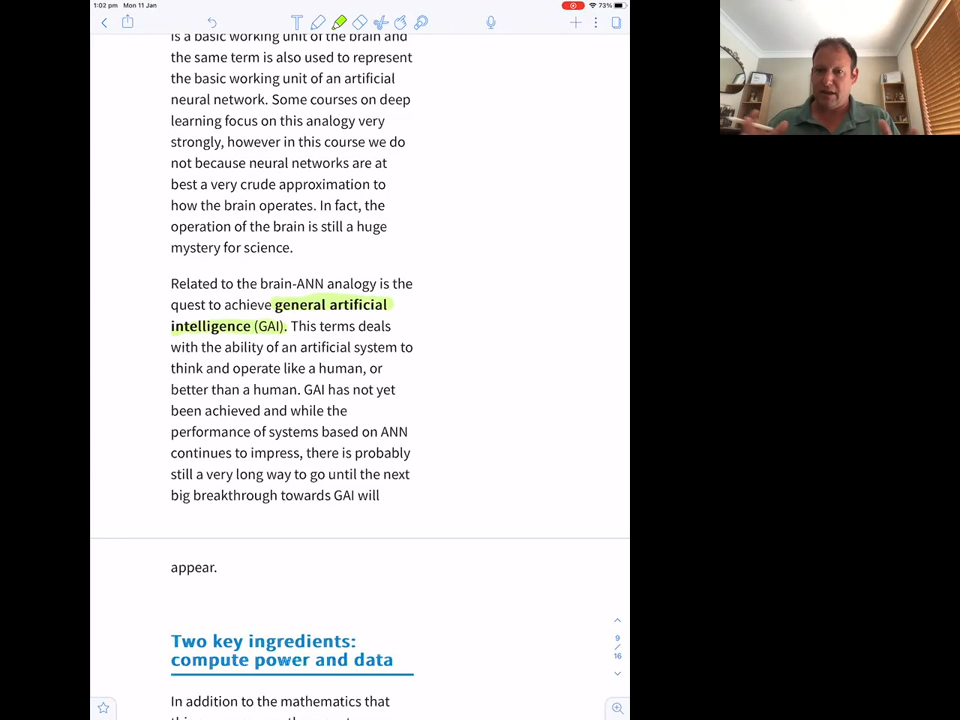 1:02 pm Mon 11 Jan
73%
is a basic working unit of the brain and
the same term is also used to represent
the basic working unit of an artificial
neural network. Some courses on deep
learning focus on this analogy very
strongly, however in this course we do
not because neural networks are at
best a very crude approximation to
how the brain operates. In fact, the
operation of the brain is still a huge
mystery for science.
Related to the brain-ANN analogy is the
quest to achieve general artificial
intelligence (GAI). This terms deals
with the ability of an artificial system to
think and operate like a human, or
better than a human. GAI has not yet
been achieved and while the
performance of systems based on ANN
continues to impress, there is probably
still a very long way to go until the next
big breakthrough towards GAI will
appear.
Two key ingredients:
compute power and data
9
/
16
In addition to the mathematics that